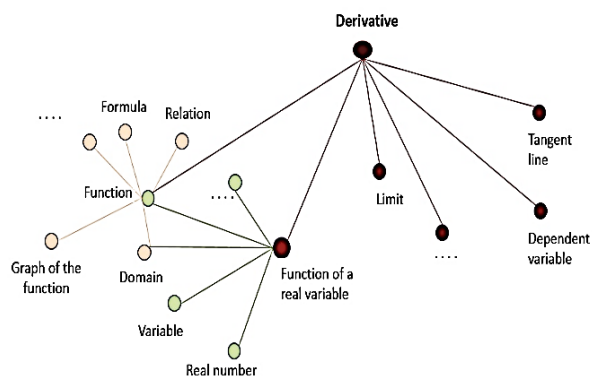 Derivative
....
Formula
Relation
Tangent
line
Function
....
Limit
Dependent
variable
....
Graph of the
function
Domain
Function of a
real variable
Variable
Real number